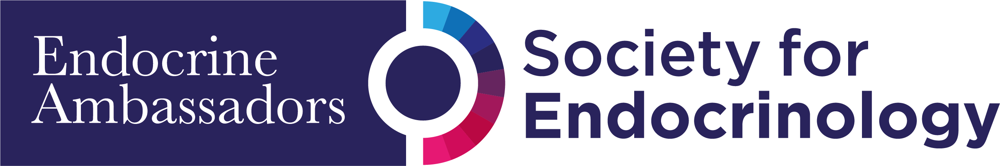 Endocrine
Ambassadors
Society for
Endocrinology